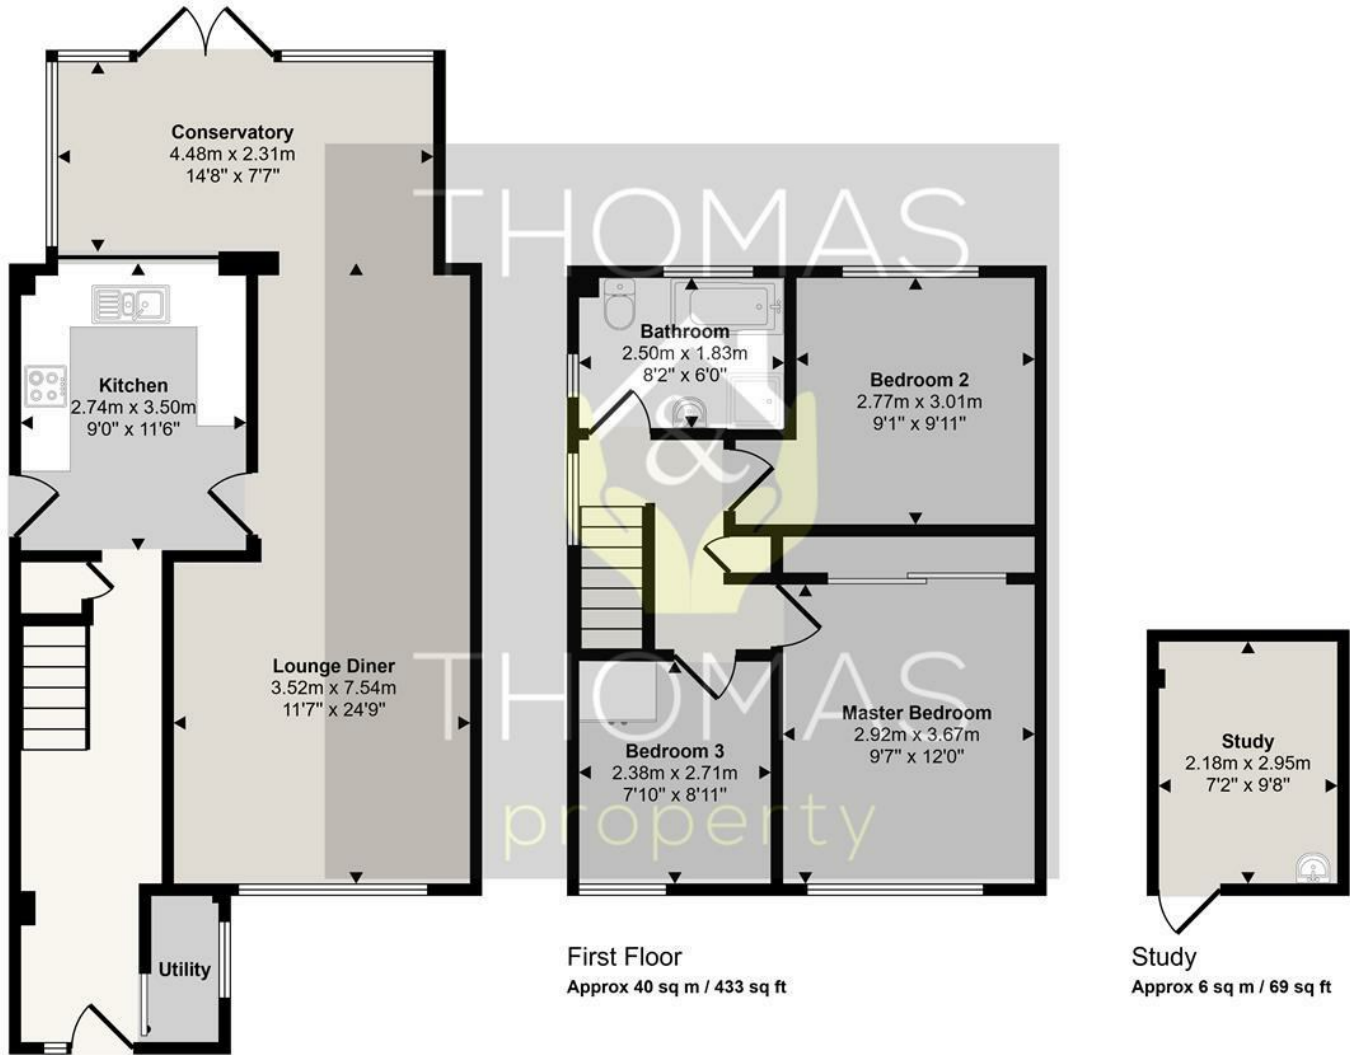 Conservatory
4.48m x 2.31m
14'8" x 7'7"
THOMAS
Kitchen
2.74m x 3.50m
9'0" x 11'6"
Bathroom
2.50m x 1.83m
8'2" x 6'0"
Bedroom 2
2.77m x 3.01m
9'1" x 9'11"
&
Lounge Diner
3.52m x 7.54m
11'7" x 24'9"
THOMAS
Bedroom 3
2.38m x 2.71m
7'10" x 8'11"
Master Bedroom
2.92m x 3.67m
9'7" x 12'0"
property
Study
2.18m x 2.95m
7'2" x 9'8"
Utility
First Floor
Approx 40 sq m / 433 sq ft
Study
Approx 6 sq m / 69 sq ft